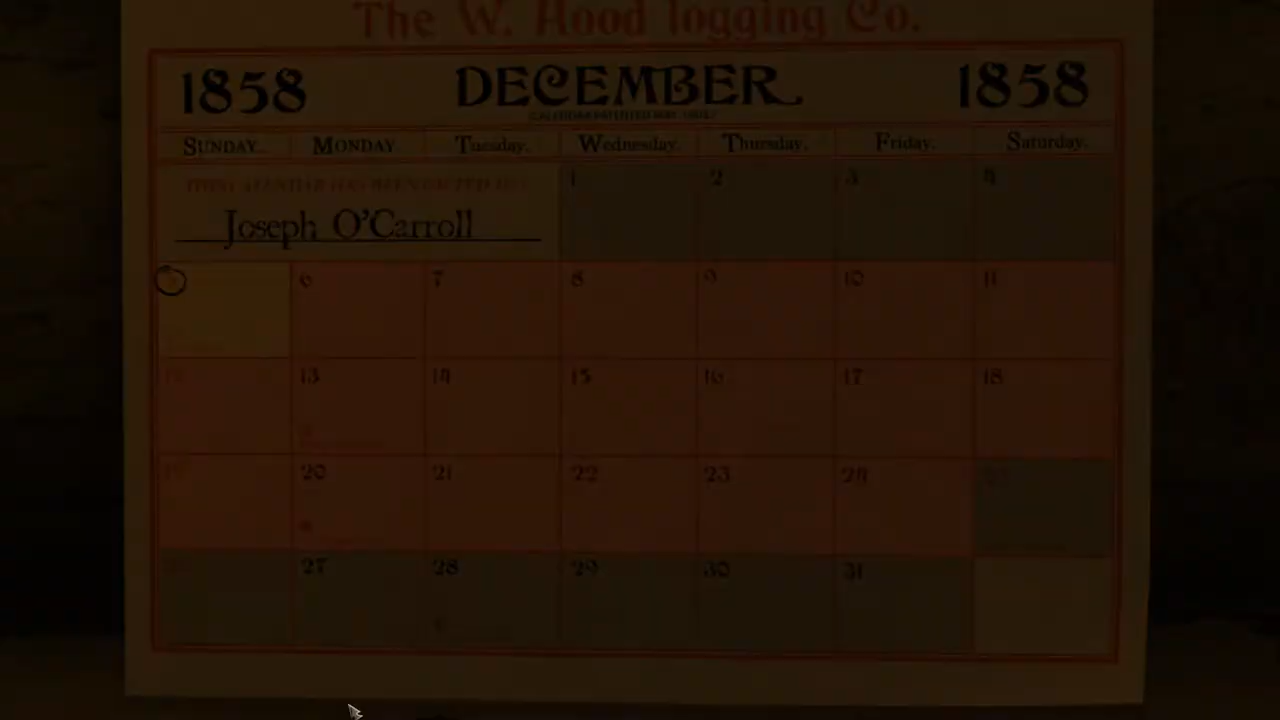 The W. Hood logging Co.
1858 DECEMBER 1858
SUNDAY. MONDAY. Tuesday. Wednesday. Thursday. Friday. Saturday.
1 2 3 4
Joseph O'Carroll
6 7 8 9 10 11
13 14 15 16 17 18
20 21 22 23 24
27 28 29 30 31